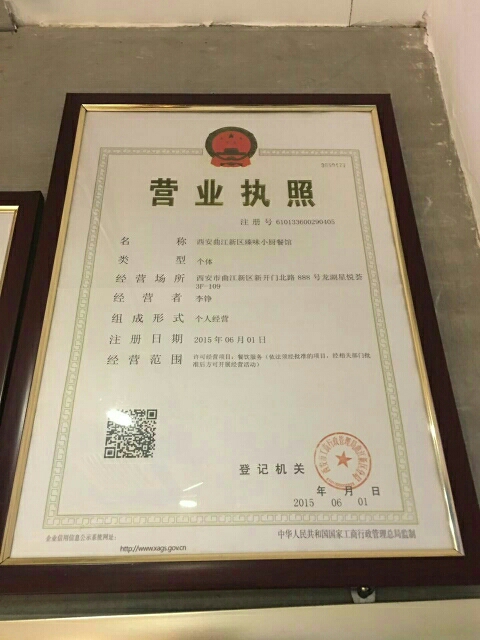 营业执照
注册号 610133600290405
名称 西安曲江新区臻味小厨餐馆
类型 个体
经营场所 西安市曲江新区新开门北路 888 号龙湖星悦荟
3F-109
经营者 李铮
组成形式 个人经营
注册日期 2015 年 06 月 01 日
经营范围 许可经营项目：餐饮服务（依法须经批准的项目，经相关部门批
准后方可开展经营活动）
登记机关
年 月 日
2015 06 01
企业信用信息公示系统网址：
http://www.xags.gov.cn
中华人民共和国国家工商行政管理总局监制